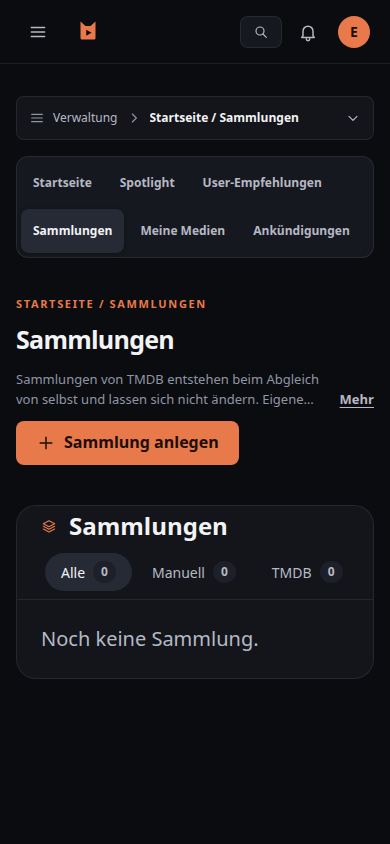 E
Verwaltung > Startseite / Sammlungen
Startseite Spotlight User-Empfehlungen
Sammlungen Meine Medien Ankündigungen
STARTSEITE / SAMMLUNGEN
Sammlungen
Sammlungen von TMDB entstehen beim Abgleich
von selbst und lassen sich nicht ändern. Eigene... Mehr
+ Sammlung anlegen
Sammlungen
Alle 0 Manuell 0 TMDB 0
Noch keine Sammlung.